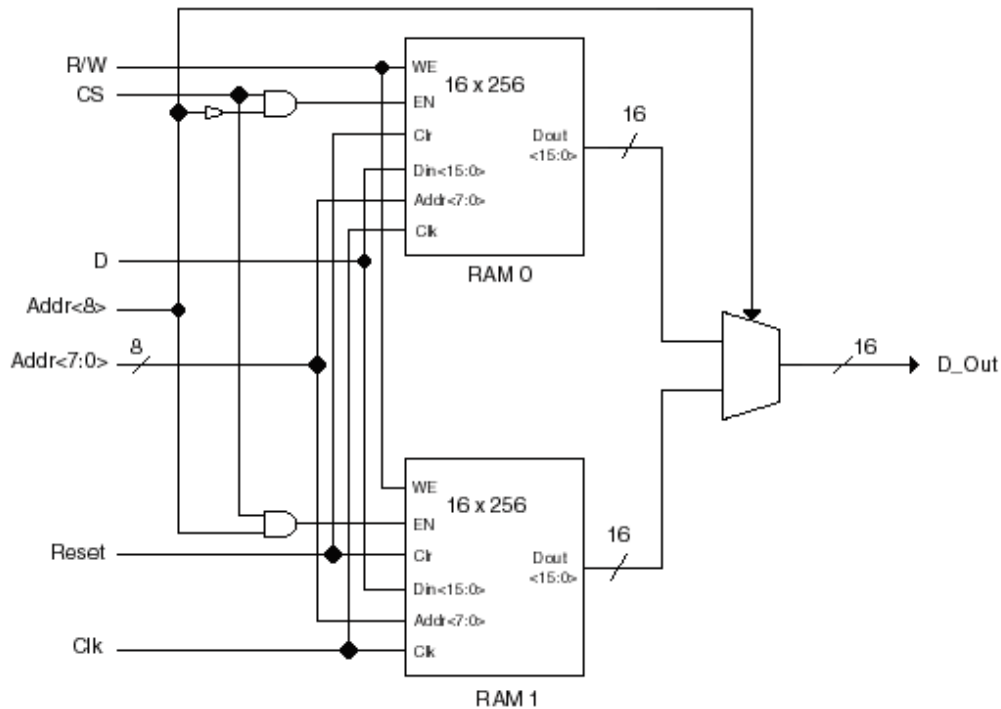 R/W
CS
D
Addr<8>
Addr<7:0>
8
Reset
Clk
WE
16 x 256
EN
Clr
Din<15:0>
Addr<7:0>
Clk
Dout
<15:0>
RAM 0
16
WE
16 x 256
EN
Clr
Din<15:0>
Addr<7:0>
Clk
Dout
<15:0>
RAM 1
16
16
D_Out